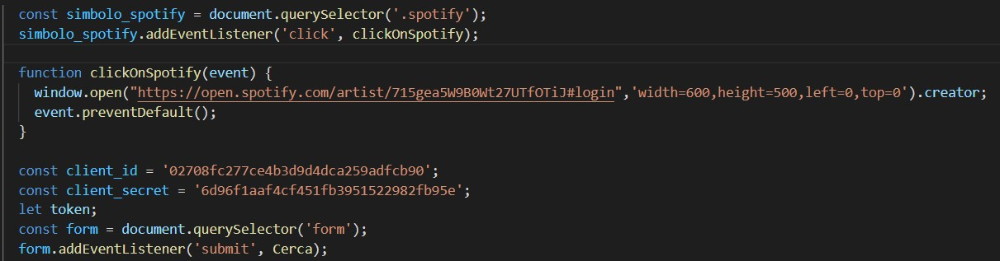 const simbolo_spotify = document.querySelector('.spotify');
simbolo_spotify.addEventListener('click', clickOnSpotify);
function clickOnSpotify(event) {
window.open("https://open.spotify.com/artist/715gea5W9B0Wt27UTfOTiJ#login",'width=600,height=500,left=0,top=0').creator;
event.preventDefault();
}
const client_id = '02708fc277ce4b3d9d4dca259adfcb90';
const client_secret = '6d96f1aaf4cf451fb3951522982fb95e';
let token;
const form = document.querySelector('form');
form.addEventListener('submit', Cerca);